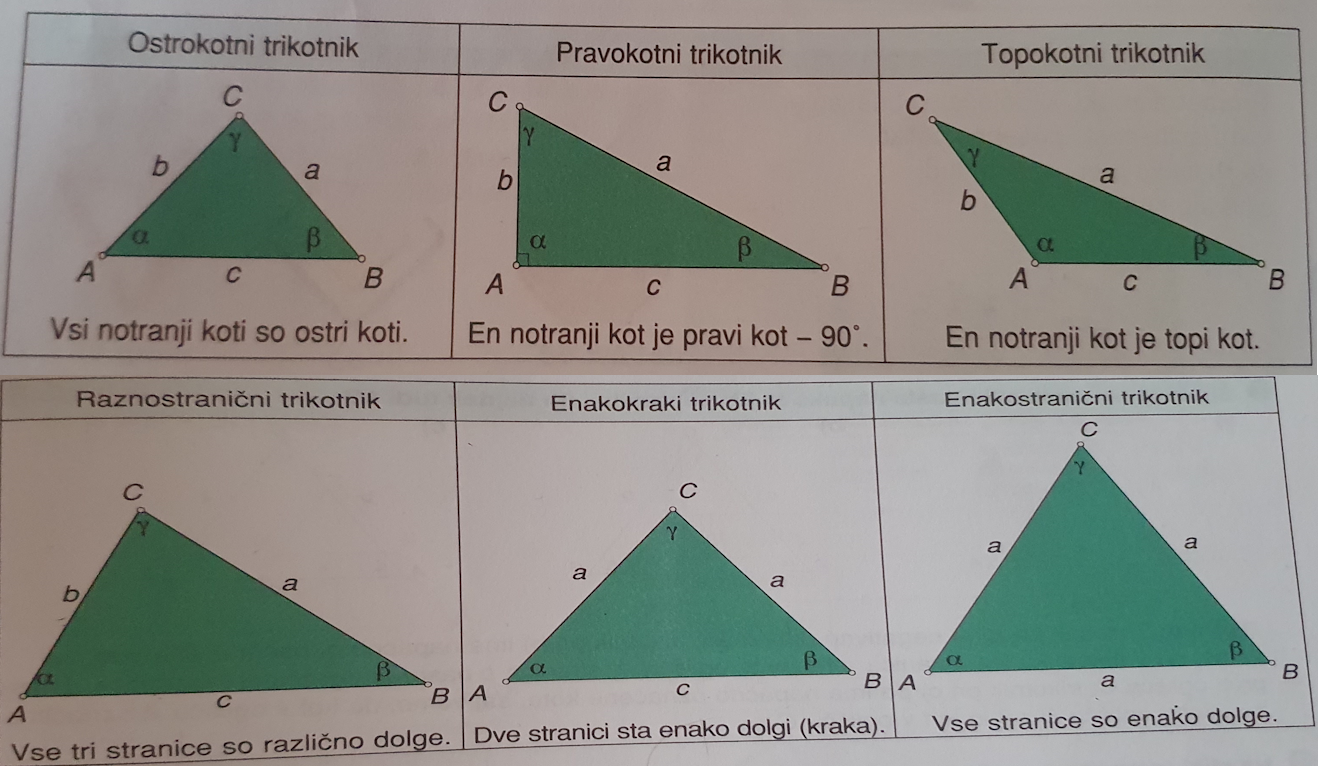 Ostrokotni trikotnik
Pravokotni trikotnik
Topokotni trikotnik
C
γ
b
a
α
β
A
c
B
C
γ
b
a
α
β
A
c
B
C
γ
b
a
α
β
A
c
B
Vsi notranji koti so ostri koti.
En notranji kot je pravi kot – 90°.
En notranji kot je topi kot.
Raznostranični trikotnik
Enakokraki trikotnik
Enakostranični trikotnik
C
γ
b
a
α
β
A
c
B
C
γ
a
a
α
β
A
c
B
C
γ
a
a
α
β
A
a
B
Vse tri stranice so različno dolge.
Dve stranici sta enako dolgi (kraka).
Vse stranice so enako dolge.